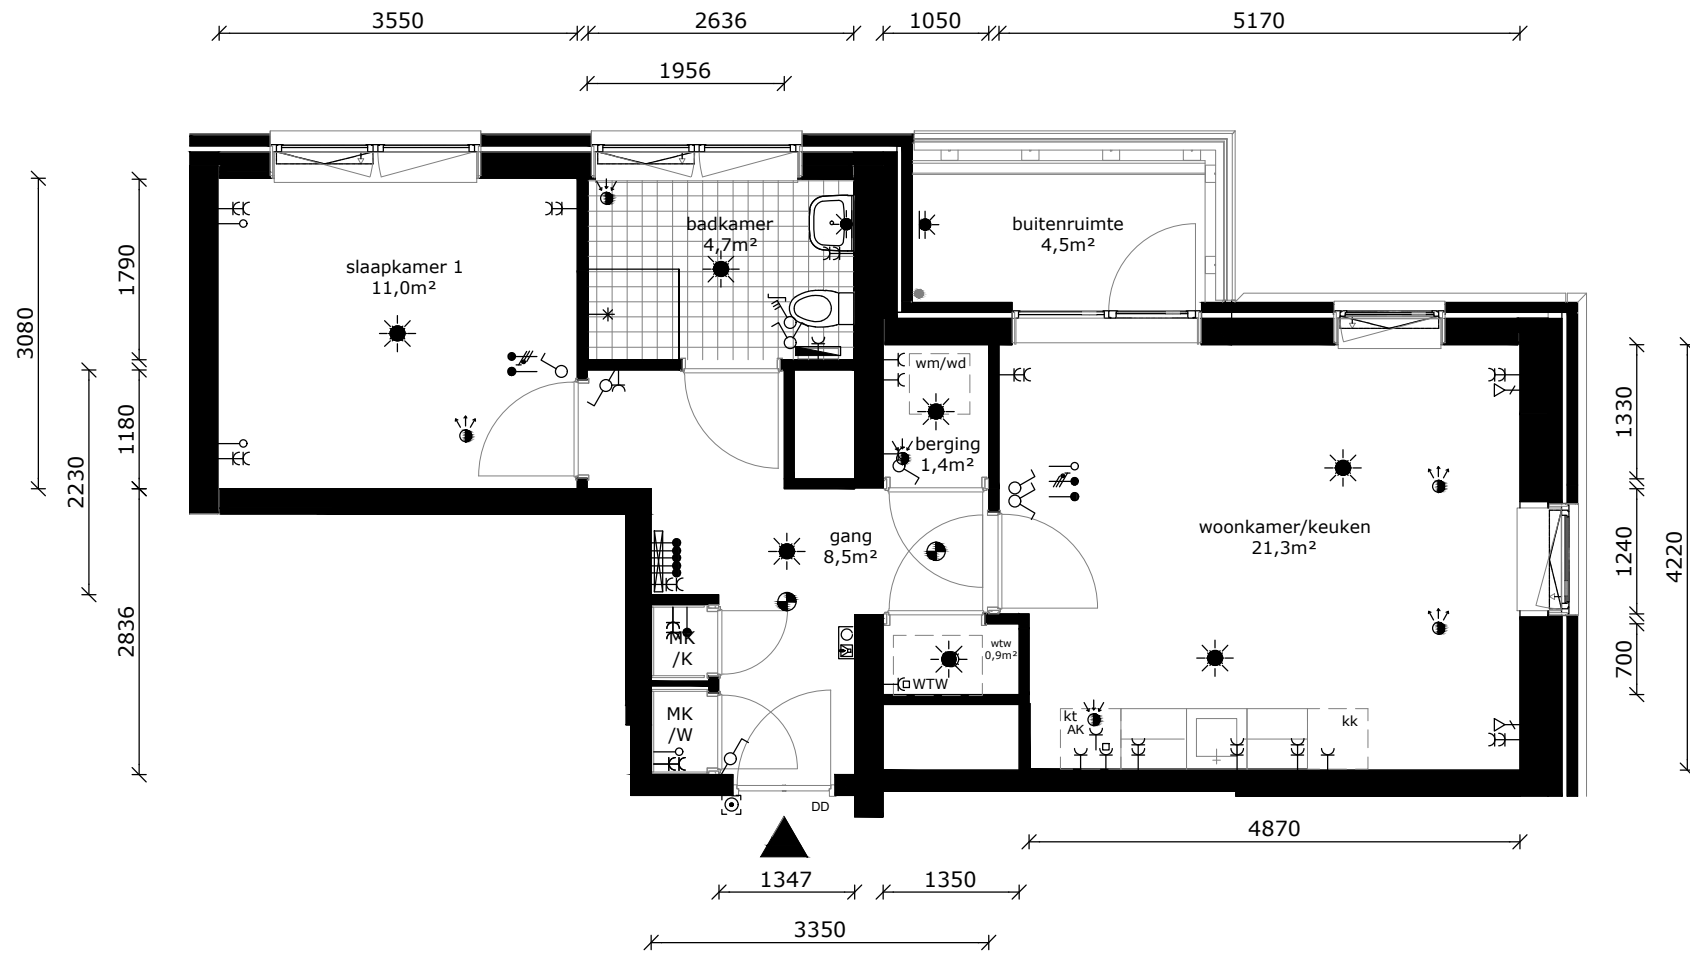 3550
2636
1050
5170
1956
3080
1790
2230
1180
2836
slaapkamer 1
11,0m²
badkamer
4,7m²
buitenruimte
4,5m²
wm/wd
berging
1,4m²
gang
8,5m²
woonkamer/keuken
21,3m²
MK
/K
MK
/W
wtw
0,9m²
WTW
kt
AK
kk
DD
1330
1240
700
4220
4870
1347
1350
3350